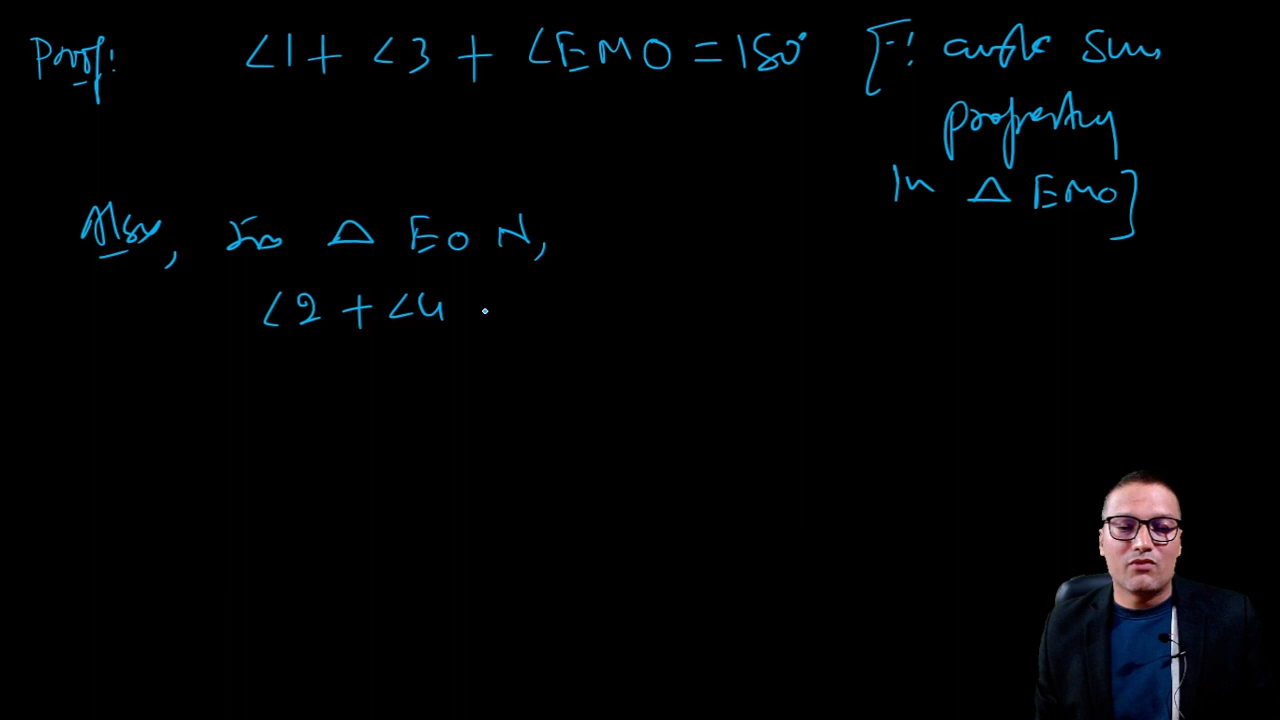 Proof: ∠1 + ∠3 + ∠EMO = 180° [∵ angle sum
property
in △ EMO]
Also, In △ EON,
∠2 + ∠4